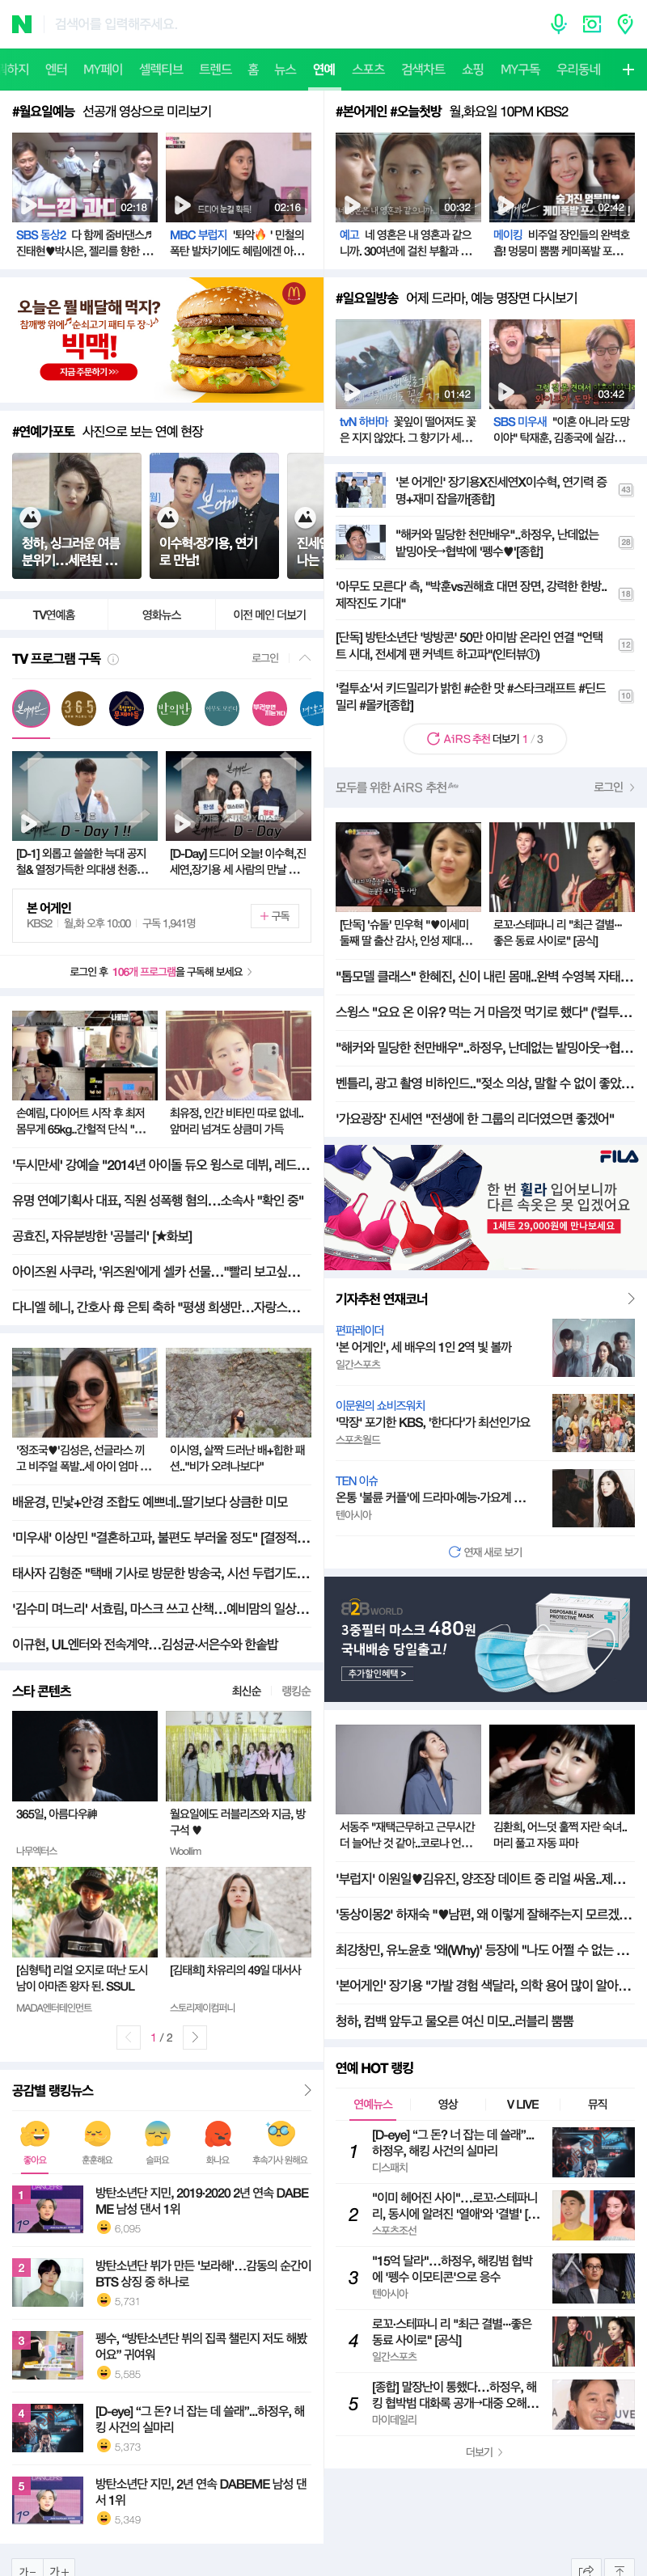 N
검색어를 입력해주세요.
엔터
MY페이
셀렉티브
트렌드
홈
뉴스
연예
스포츠
검색차트
쇼핑
MY구독
우리동네
#월요일예능 선공개 영상으로 미리보기
느낌 과다
02:18
드디어 눈갈 획득!
02:16
SBS 동상2 다 함께 줌바댄스♬
진태현♥박시은, 젤리를 향한 …
MBC 부럽지 '퐈악🔥' 민철의
폭탄 발차기에도 혜림에겐 아…
오늘은 뭘 배달해 먹지?
참깨빵 위에 순쇠고기 패티 두 장~♪
빅맥!
지금 주문하기 >>>
#연예가포토 사진으로 보는 연예 현장
청하, 싱그러운 여름
분위기…세련된 …
이수혁·장기용, 연기
로 만남!
TV연예홈
영화뉴스
이전 메인 더보기
TV 프로그램 구독
로그인
D - Day 1 !!
D - Day
[D-1] 외롭고 쓸쓸한 늑대 공지
철& 열정가득한 의대생 천종…
[D-Day] 드디어 오늘! 이수혁,진
세연,장기용 세 사람의 만남 …
본 어게인
KBS2 월,화 오후 10:00 구독 1,941명
+ 구독
로그인 후 106개 프로그램을 구독해 보세요 >
손예림, 다이어트 시작 후 최저
몸무게 65kg..간헐적 단식 "…
최유정, 인간 비타민 따로 없네..
앞머리 넘겨도 상큼미 가득
'두시만세' 강예슬 "2014년 아이돌 듀오 윙스로 데뷔, 레드…
유명 연예기획사 대표, 직원 성폭행 혐의…소속사 "확인 중"
공효진, 자유분방한 '공블리' [★화보]
아이즈원 사쿠라, '위즈원'에게 셀카 선물…"빨리 보고싶…
다니엘 헤니, 간호사 母 은퇴 축하 "평생 희생만…자랑스…
'정조국♥'김성은, 선글라스 끼
고 비주얼 폭발..세 아이 엄마 …
이시영, 살짝 드러난 배+힙한 패
션.."비가 오려나보다"
배윤경, 민낯+안경 조합도 예쁘네..딸기보다 상큼한 미모
'미우새' 이상민 "결혼하고파, 불편도 부러울 정도" [결정적…
태사자 김형준 "택배 기사로 방문한 방송국, 시선 두렵기도…
'김수미 며느리' 서효림, 마스크 쓰고 산책…예비맘의 일상…
이규현, UL엔터와 전속계약…김성균·서은수와 한솥밥
스타 콘텐츠
최신순
랭킹순
LOVELYZ
365일, 아름다우神
나무엑터스
월요일에도 러블리즈와 지금, 방
구석 ♥
Woollim
[심형탁] 리얼 오지로 떠난 도시
남이 아마존 왕자 된. SSUL
MADA엔터테인먼트
[김태희] 차유리의 49일 대서사
스토리제이컴퍼니
1 / 2
공감별 랭킹뉴스
좋아요
훈훈해요
슬퍼요
화나요
후속기사 원해요
1
방탄소년단 지민, 2019·2020 2년 연속 DABE
ME 남성 댄서 1위
6,095
2
방탄소년단 뷔가 만든 '보라해'…감동의 순간이
BTS 상징 중 하나로
5,731
3
펭수, “방탄소년단 뷔의 집콕 챌린지 저도 해봤
어요” 귀여워
5,585
4
[D-eye] “그 돈? 너 잡는 데 쓸래”...하정우, 해
킹 사건의 실마리
5,373
5
방탄소년단 지민, 2년 연속 DABEME 남성 댄
서 1위
5,349
가-
가+
#본어게인 #오늘첫방 월,화요일 10PM KBS2
네 영혼은 내 영혼과 같으니까.
00:32
숨겨진 멍뭉미♥
케미폭발 포…
02:42
예고 네 영혼은 내 영혼과 같으
니까. 30여년에 걸친 부활과 …
메이킹 비주얼 장인들의 완벽호
흡! 멍뭉미 뿜뿜 케미폭발 포…
#일요일방송 어제 드라마, 예능 명장면 다시보기
01:42
03:42
tvN 하바마 꽃잎이 떨어져도 꽃
은 지지 않았다. 그 향기가 세…
SBS 미우새 "이혼 아니라 도망
이야" 탁재훈, 김종국에 실감…
'본 어게인' 장기용X진세연X이수혁, 연기력 증
명+재미 잡을까[종합]
43
"해커와 밀당한 천만배우"..하정우, 난데없는
밭밍아웃→협박에 '펭수♥'[종합]
28
'아무도 모른다' 측, "박훈vs권해효 대면 장면, 강력한 한방..
제작진도 기대"
18
[단독] 방탄소년단 '방방콘' 50만 아미밤 온라인 연결 "언택
트 시대, 전세계 팬 커넥트 하고파"(인터뷰①)
12
'컬투쇼'서 키드밀리가 밝힌 #순한 맛 #스타크래프트 #딘드
밀리 #몰카[종합]
10
AiRS 추천 더보기 1 / 3
모두를 위한 AiRS 추천
로그인 >
[단독] '슈돌' 민우혁 "♥이세미
둘째 딸 출산 감사, 인성 제대…
로꼬·스테파니 리 "최근 결별…
좋은 동료 사이로" [공식]
"톱모델 클래스" 한혜진, 신이 내린 몸매..완벽 수영복 자태…
스윙스 "요요 온 이유? 먹는 거 마음껏 먹기로 했다" ('컬투…
"해커와 밀당한 천만배우"..하정우, 난데없는 밭밍아웃→협…
벤틀리, 광고 촬영 비하인드.."젖소 의상, 말할 수 없이 좋았…
'가요광장' 진세연 "전생에 한 그룹의 리더였으면 좋겠어"
FILA
한 번 휠라 입어보니까
다른 속옷은 못 입겠어요
1세트 29,000원에 만나보세요
기자추천 연재코너
편파레이더
'본 어게인', 세 배우의 1인 2역 빛 볼까
일간스포츠
이문원의 쇼비즈워치
'막장' 포기한 KBS, '한다다'가 최선인가요
스포츠월드
TEN 이슈
온통 '불륜 커플'에 드라마·예능·가요계 …
텐아시아
연재 새로 보기
828WORLD
3중필터 마스크 480원
국내배송 당일출고!
추가할인혜택 >
DISPOSABLE
PROTECTIVE MASK
서동주 "재택근무하고 근무시간
더 늘어난 것 같아..코로나 언…
김환희, 어느덧 훌쩍 자란 숙녀..
머리 풀고 자동 파마
'부럽지' 이원일♥김유진, 양조장 데이트 중 리얼 싸움..제…
'동상이몽2' 하재숙 "♥남편, 왜 이렇게 잘해주는지 모르겠…
최강창민, 유노윤호 '왜(Why)' 등장에 "나도 어쩔 수 없는 …
'본어게인' 장기용 "가발 경험 색달라, 의학 용어 많이 알아…
청하, 컴백 앞두고 물오른 여신 미모..러블리 뿜뿜
연예 HOT 랭킹
연예뉴스
영상
V LIVE
뮤직
1
[D-eye] “그 돈? 너 잡는 데 쓸래”...
하정우, 해킹 사건의 실마리
디스패치
2
"이미 헤어진 사이"…로꼬·스테파니
리, 동시에 알려진 '열애'와 '결별' […
스포츠조선
3
"15억 달라"…하정우, 해킹범 협박
에 '펭수 이모티콘'으로 응수
텐아시아
4
로꼬·스테파니 리 "최근 결별…좋은
동료 사이로" [공식]
일간스포츠
5
[종합] 말장난이 통했다…하정우, 해
킹 협박범 대화록 공개→대중 오해…
마이데일리
더보기 >